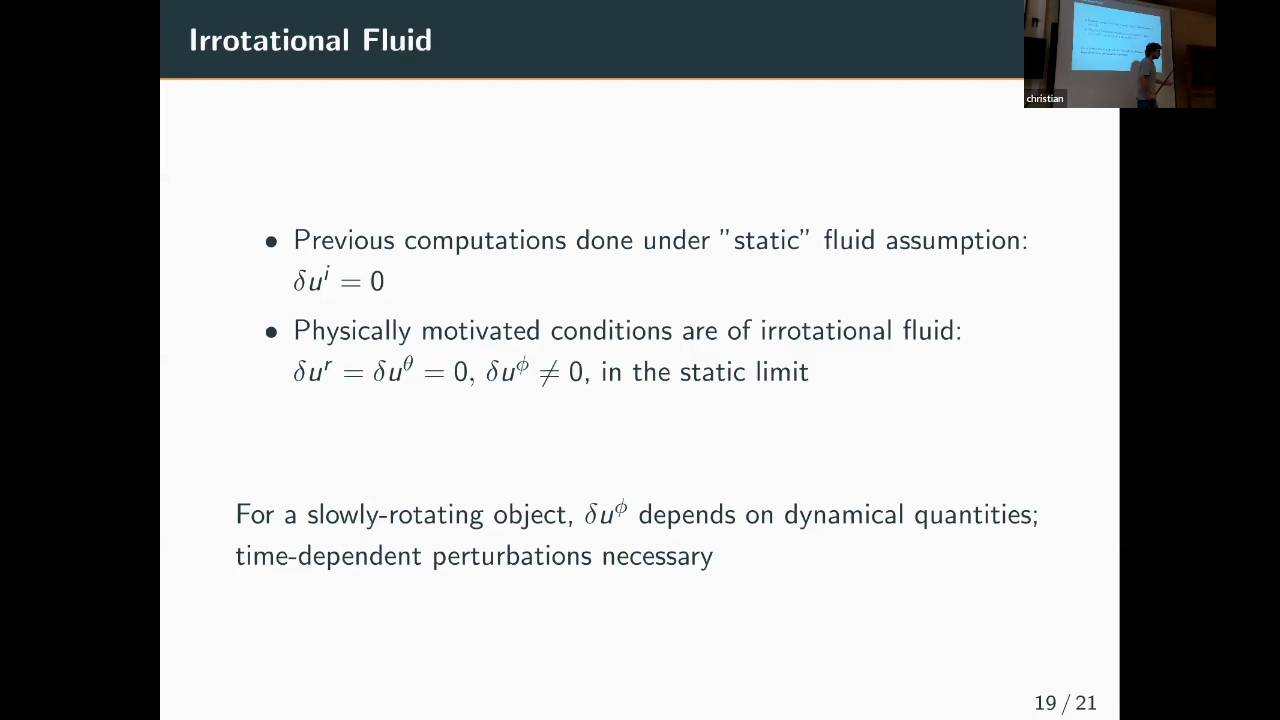 Irrotational Fluid
christian
• Previous computations done under ”static” fluid assumption:
δuⁱ = 0
• Physically motivated conditions are of irrotational fluid:
δuʳ = δu^θ = 0, δu^ϕ ≠ 0, in the static limit
For a slowly-rotating object, δu^ϕ depends on dynamical quantities;
time-dependent perturbations necessary
19 / 21